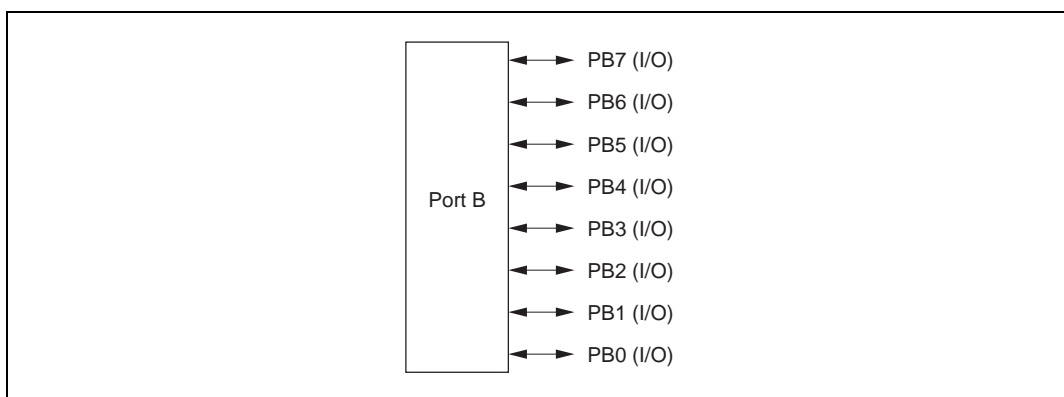 PB7 (I/O)
PB6 (I/O)
PB5 (I/O)
PB4 (I/O)
Port B
PB3 (I/O)
PB2 (I/O)
PB1 (I/O)
PB0 (I/O)